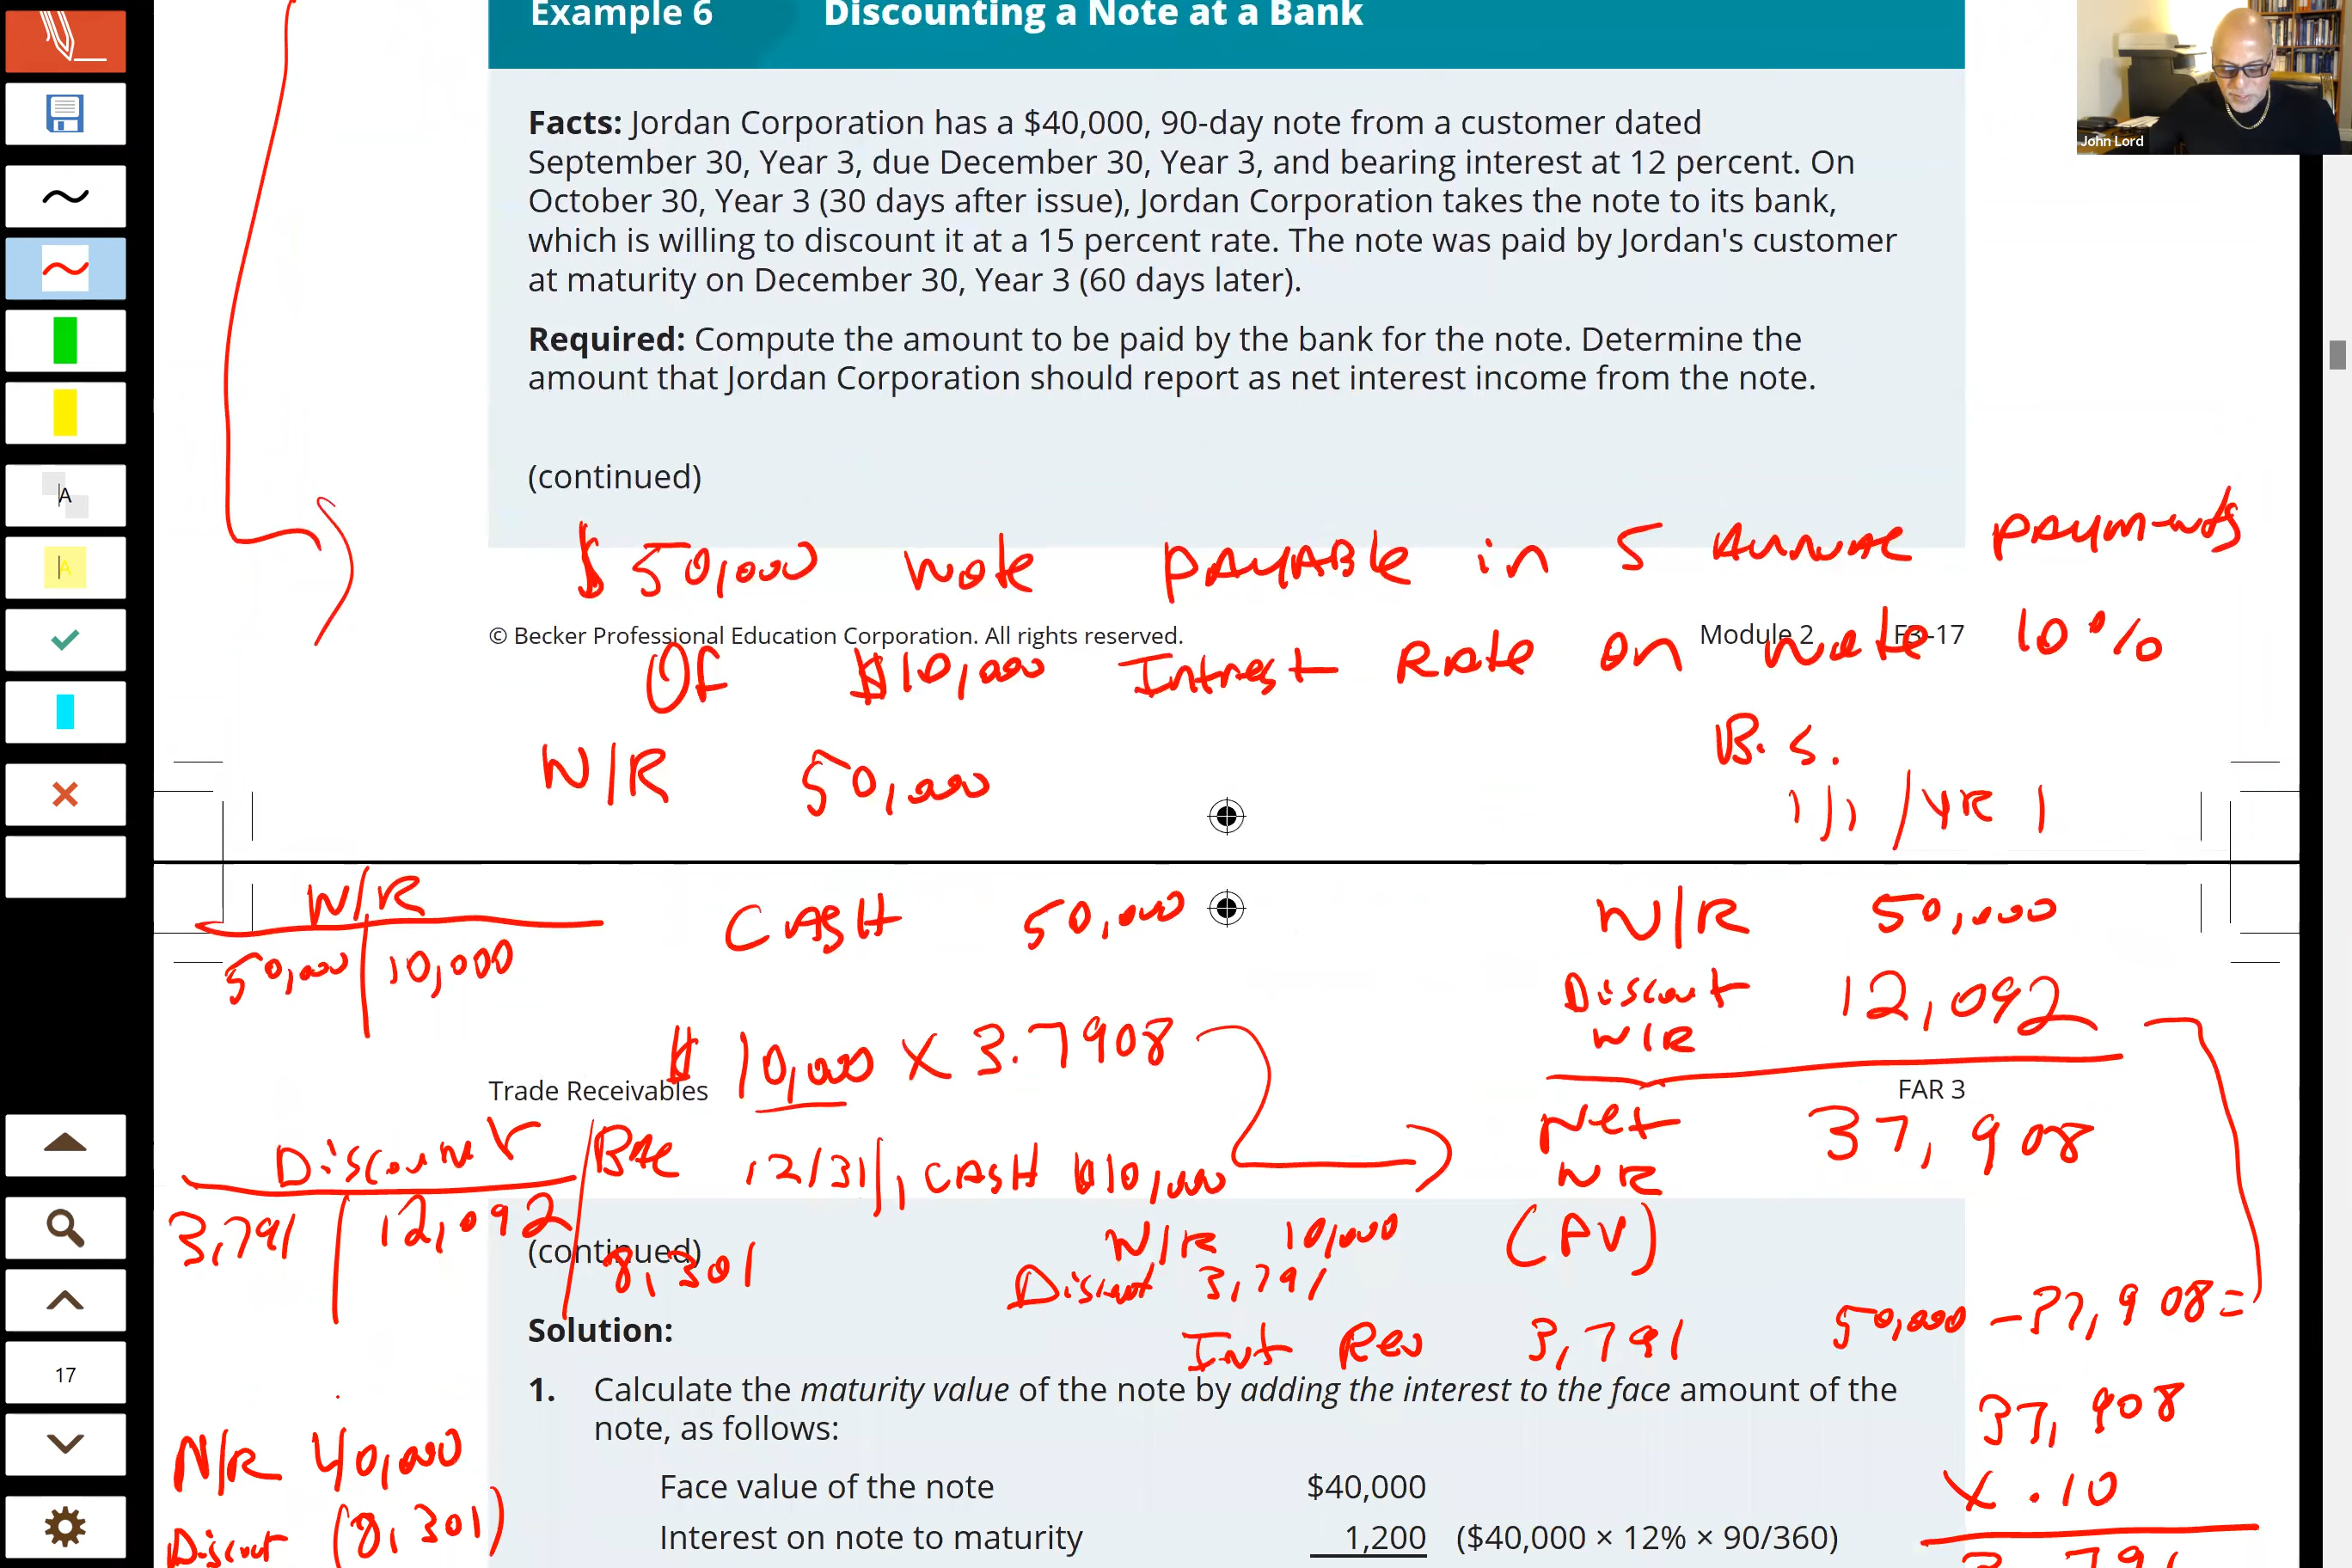 Example 6 Discounting a Note at a Bank
John Lord
Facts: Jordan Corporation has a $40,000, 90-day note from a customer dated
September 30, Year 3, due December 30, Year 3, and bearing interest at 12 percent. On
October 30, Year 3 (30 days after issue), Jordan Corporation takes the note to its bank,
which is willing to discount it at a 15 percent rate. The note was paid by Jordan's customer
at maturity on December 30, Year 3 (60 days later).
Required: Compute the amount to be paid by the bank for the note. Determine the
amount that Jordan Corporation should report as net interest income from the note.
(continued)
$50,000 Note PAYABLE in 5 Annual payments
© Becker Professional Education Corporation. All rights reserved. Module 2 F3-17
OF $10,000 Intrest Rate on Note 10%
N/R 50,000
B.S.
1/1/YR 1
N/R
50,000 10,000
CASH 50,000
N/R 50,000
Discount 12,092
N/R
$10,000 X 3.7908
Trade Receivables FAR 3
Net 37,908
NR
(PV)
Discount
3,791 12,092
BAL
8,301
12/31/1 CASH $10,000
N/R 10,000
Discount 3,791
Int Rev 3,791
50,000 - 37,908 =
(continued)
Solution:
1. Calculate the maturity value of the note by adding the interest to the face amount of the
note, as follows:
37,908
X .10
3,791
N/R 40,000
Discount (8,301)
Face value of the note $40,000
Interest on note to maturity 1,200 ($40,000 × 12% × 90/360)
A
A
17